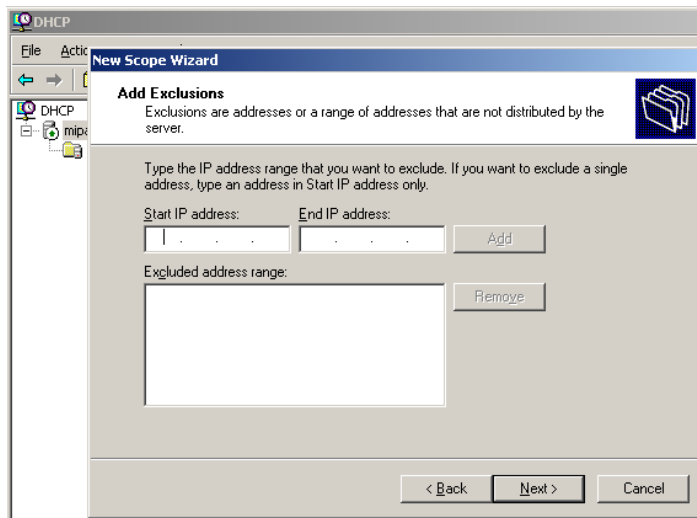 DHCP
File Actic
New Scope Wizard
Add Exclusions
Exclusions are addresses or a range of addresses that are not distributed by the
server.
DHCP
mipa
Type the IP address range that you want to exclude. If you want to exclude a single
address, type an address in Start IP address only.
Start IP address: End IP address:
. . . . . . Add
Excluded address range:
Remove
< Back Next > Cancel